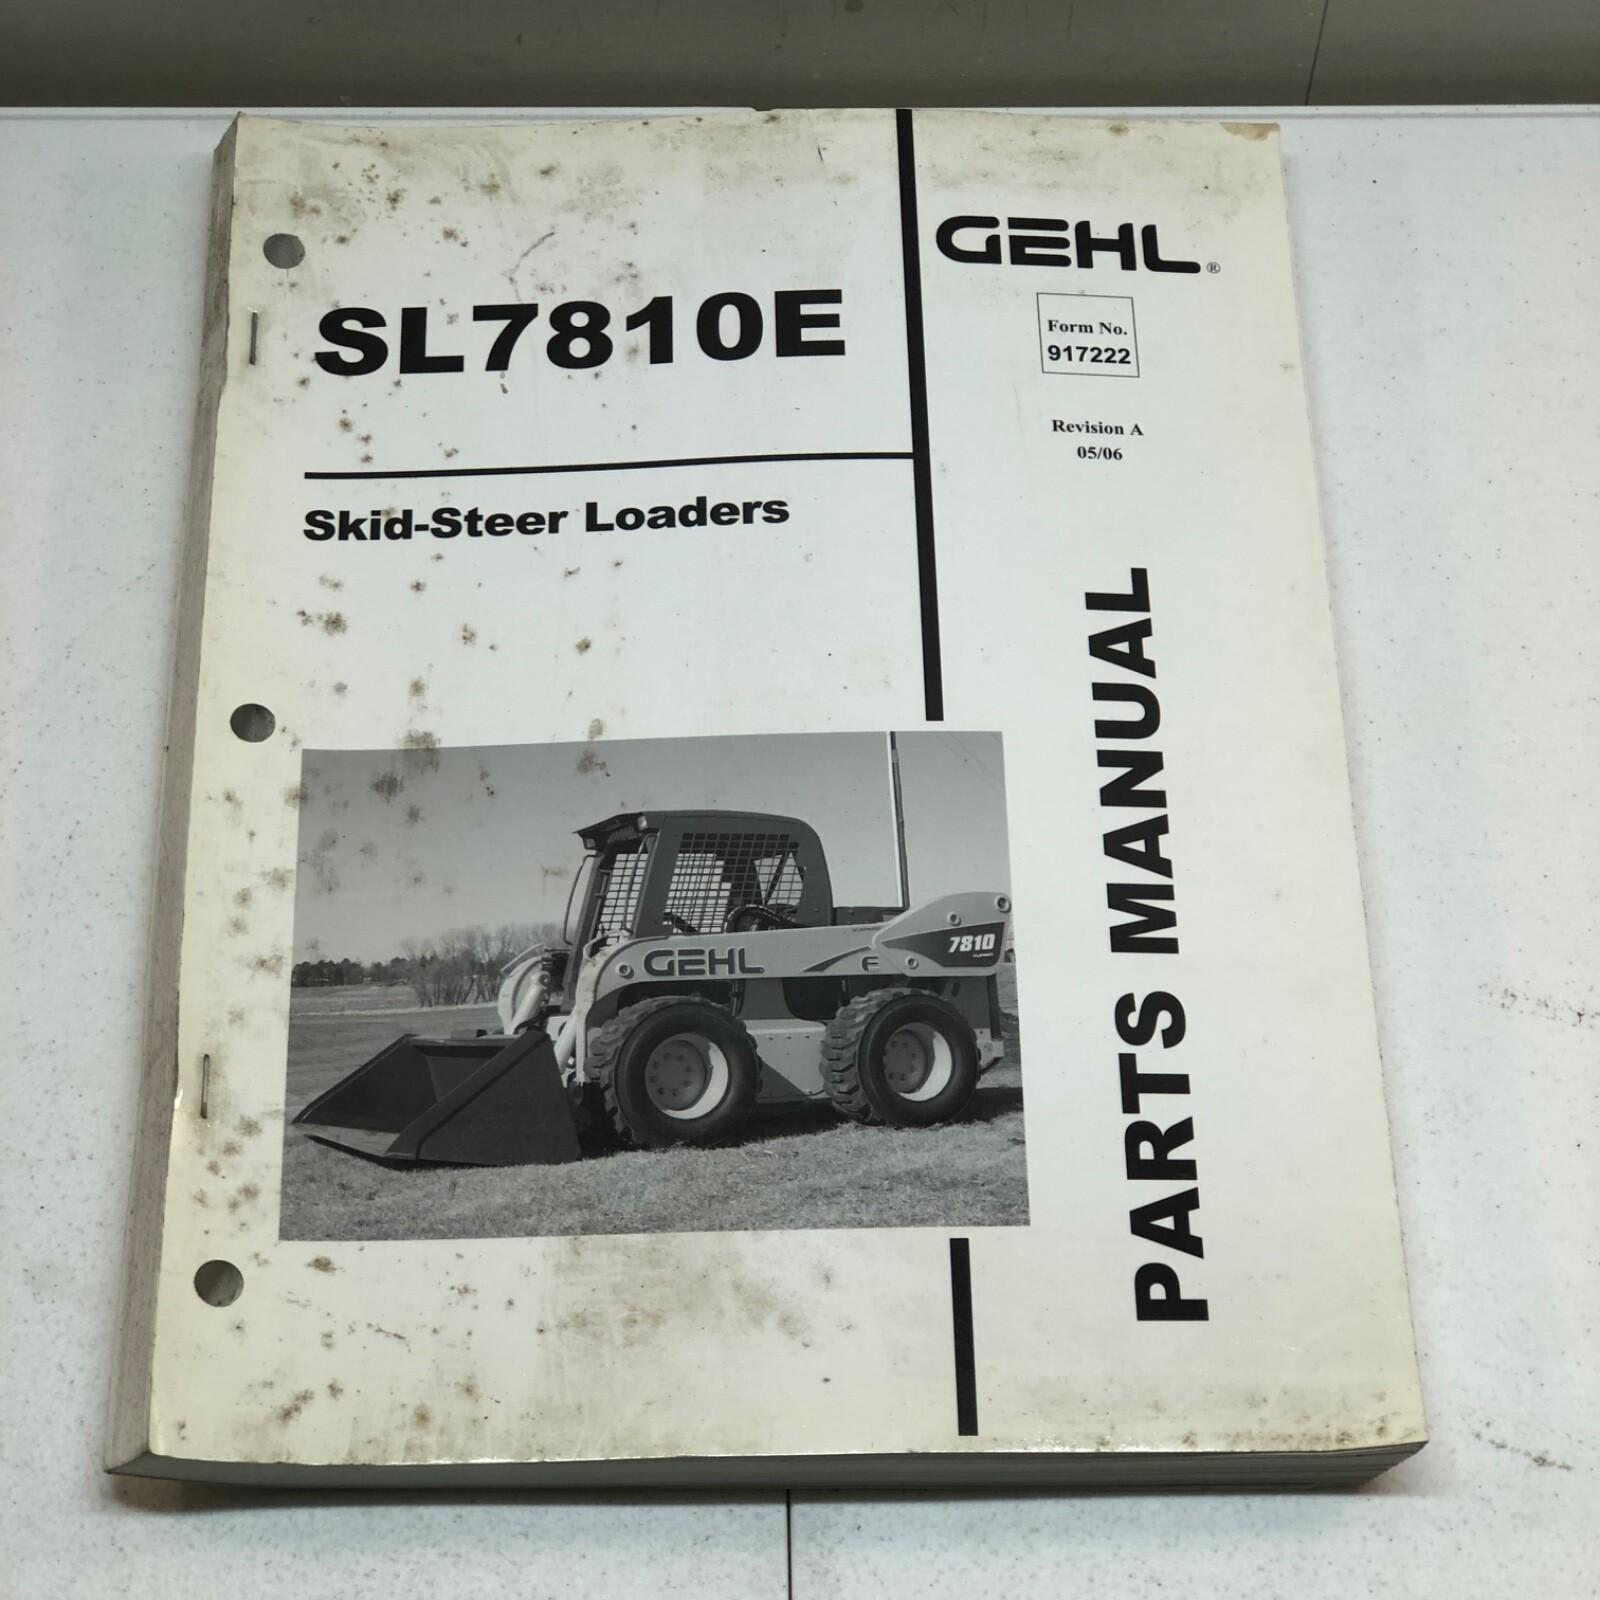 GEHL®
SL7810E
Form No.
917222
Revision A
05/06
Skid-Steer Loaders
PARTS MANUAL
GEHL
E
7810